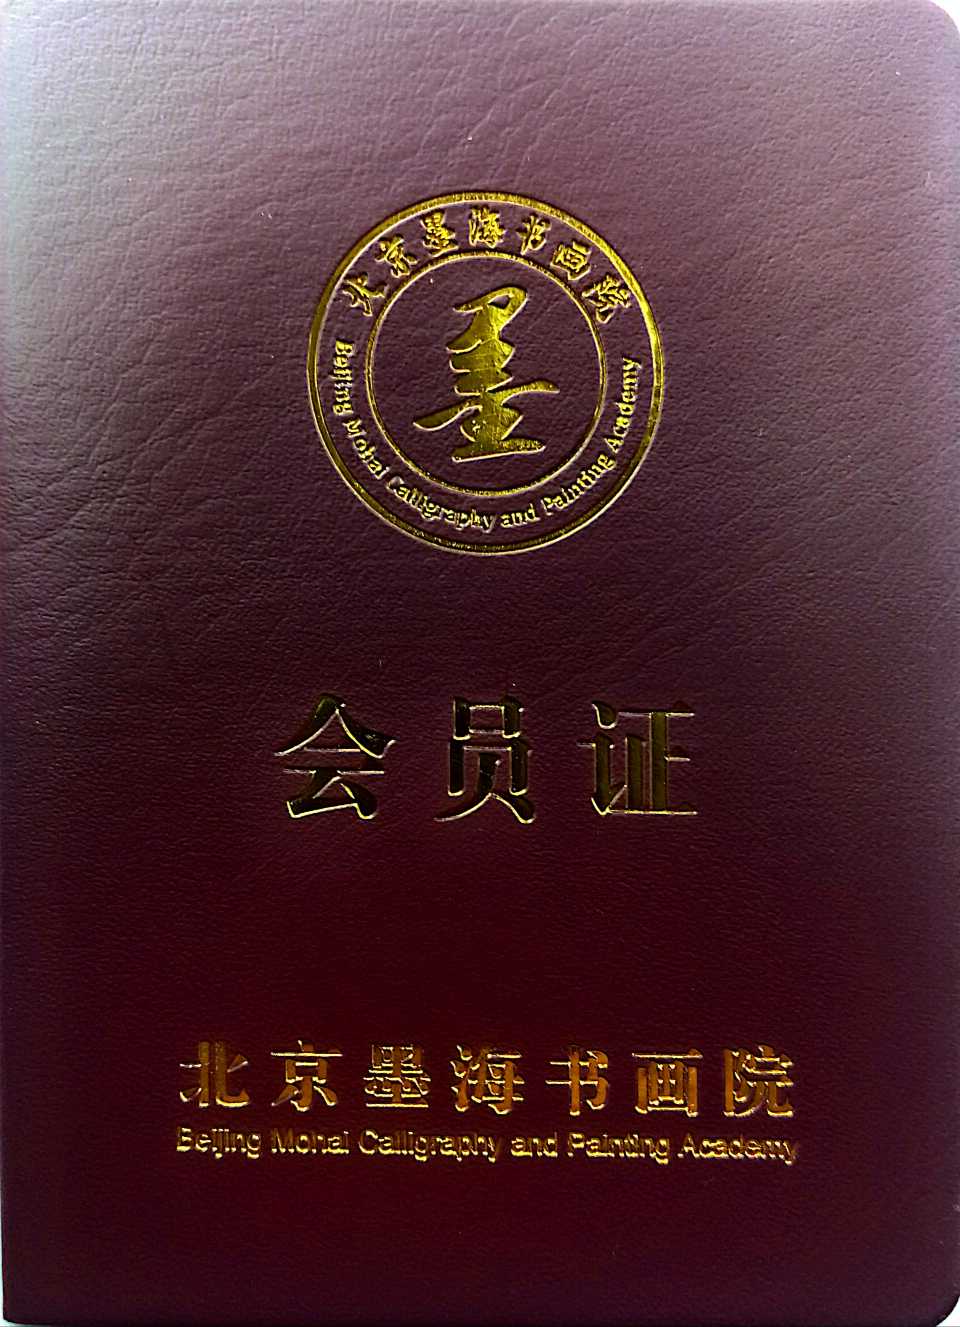 北京墨海书画院
墨
Beijing Mohai Calligraphy and Painting Academy
会员证
北京墨海书画院
Beijing Mohai Calligraphy and Painting Academy